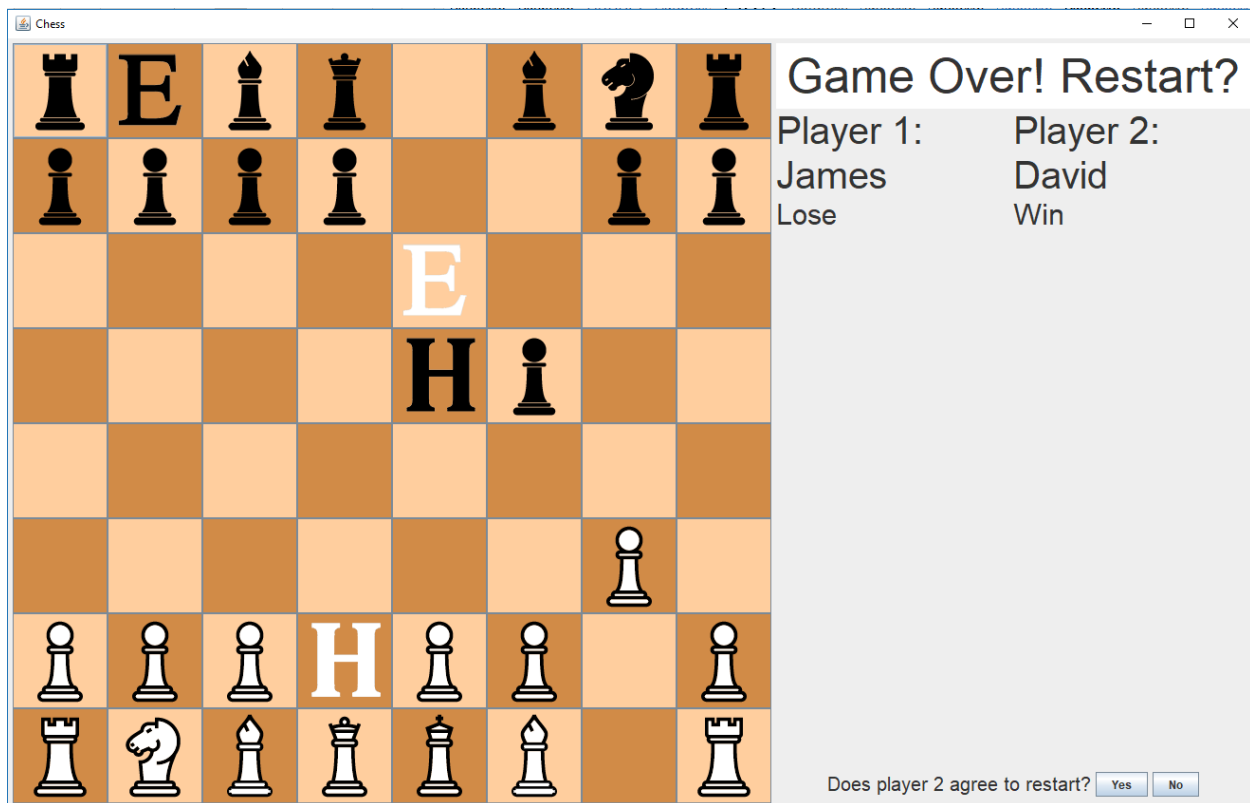 Chess
Game Over! Restart?
Player 1:
Player 2:
James
David
Lose
Win
E
E
H
H
Does player 2 agree to restart?
Yes
No